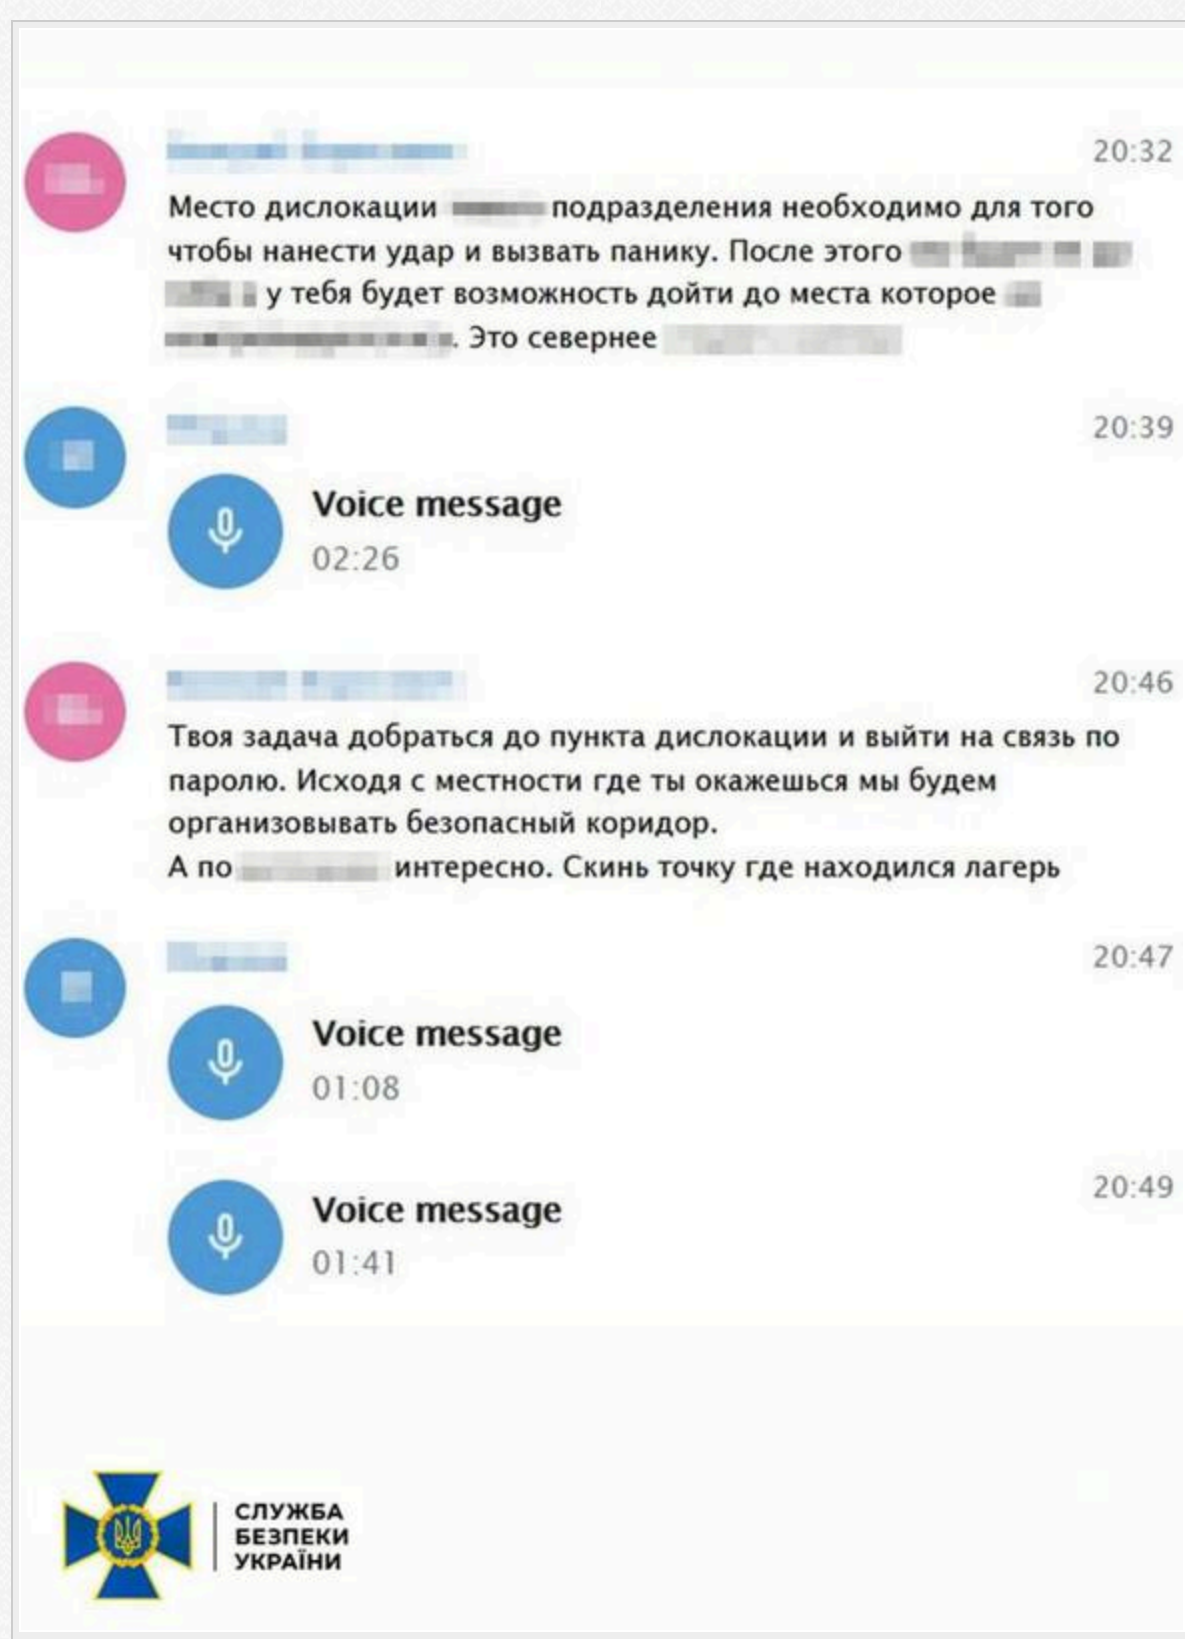 20:32
Место дислокации подразделения необходимо для того
чтобы нанести удар и вызвать панику. После этого
у тебя будет возможность дойти до места которое
. Это севернее
20:39
Voice message
02:26
20:46
Твоя задача добраться до пункта дислокации и выйти на связь по
паролю. Исходя с местности где ты окажешься мы будем
организовывать безопасный коридор.
А по интересно. Скинь точку где находился лагерь
20:47
Voice message
01:08
20:49
Voice message
01:41
СЛУЖБА
БЕЗПЕКИ
УКРАЇНИ